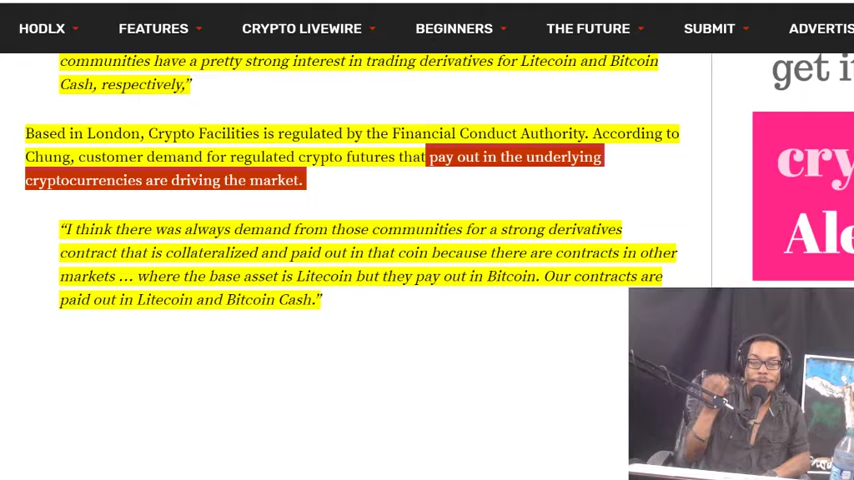 HODLX
FEATURES
CRYPTO LIVEWIRE
BEGINNERS
THE FUTURE
SUBMIT
ADVERTIS
communities have a pretty strong interest in trading derivatives for Litecoin and Bitcoin
Cash, respectively,”
Based in London, Crypto Facilities is regulated by the Financial Conduct Authority. According to
Chung, customer demand for regulated crypto futures that pay out in the underlying
cryptocurrencies are driving the market.
“I think there was always demand from those communities for a strong derivatives
contract that is collateralized and paid out in that coin because there are contracts in other
markets … where the base asset is Litecoin but they pay out in Bitcoin. Our contracts are
paid out in Litecoin and Bitcoin Cash.”
get i
cry
Ale